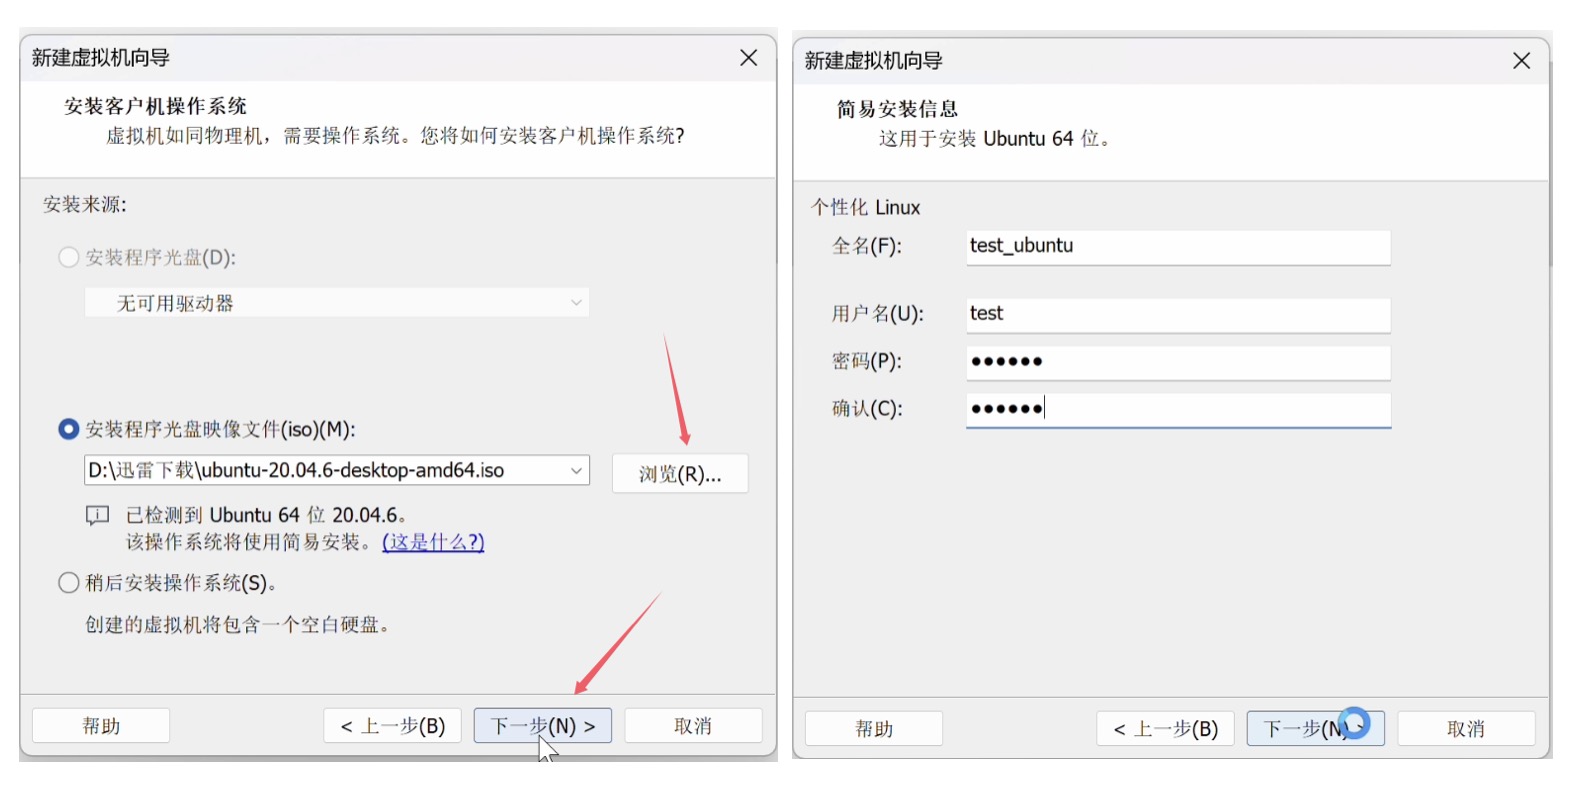 新建虚拟机向导
安装客户机操作系统
虚拟机如同物理机，需要操作系统。您将如何安装客户机操作系统?
安装来源:
安装程序光盘(D):
无可用驱动器
安装程序光盘映像文件(iso)(M):
D:\迅雷下载\ubuntu-20.04.6-desktop-amd64.iso
浏览(R)...
已检测到 Ubuntu 64 位 20.04.6。
该操作系统将使用简易安装。(这是什么?)
稍后安装操作系统(S)。
创建的虚拟机将包含一个空白硬盘。
帮助
< 上一步(B)
下一步(N) >
取消
新建虚拟机向导
简易安装信息
这用于安装 Ubuntu 64 位。
个性化 Linux
全名(F):
test_ubuntu
用户名(U):
test
密码(P):
●●●●●●
确认(C):
●●●●●●
帮助
< 上一步(B)
下一步(N) >
取消